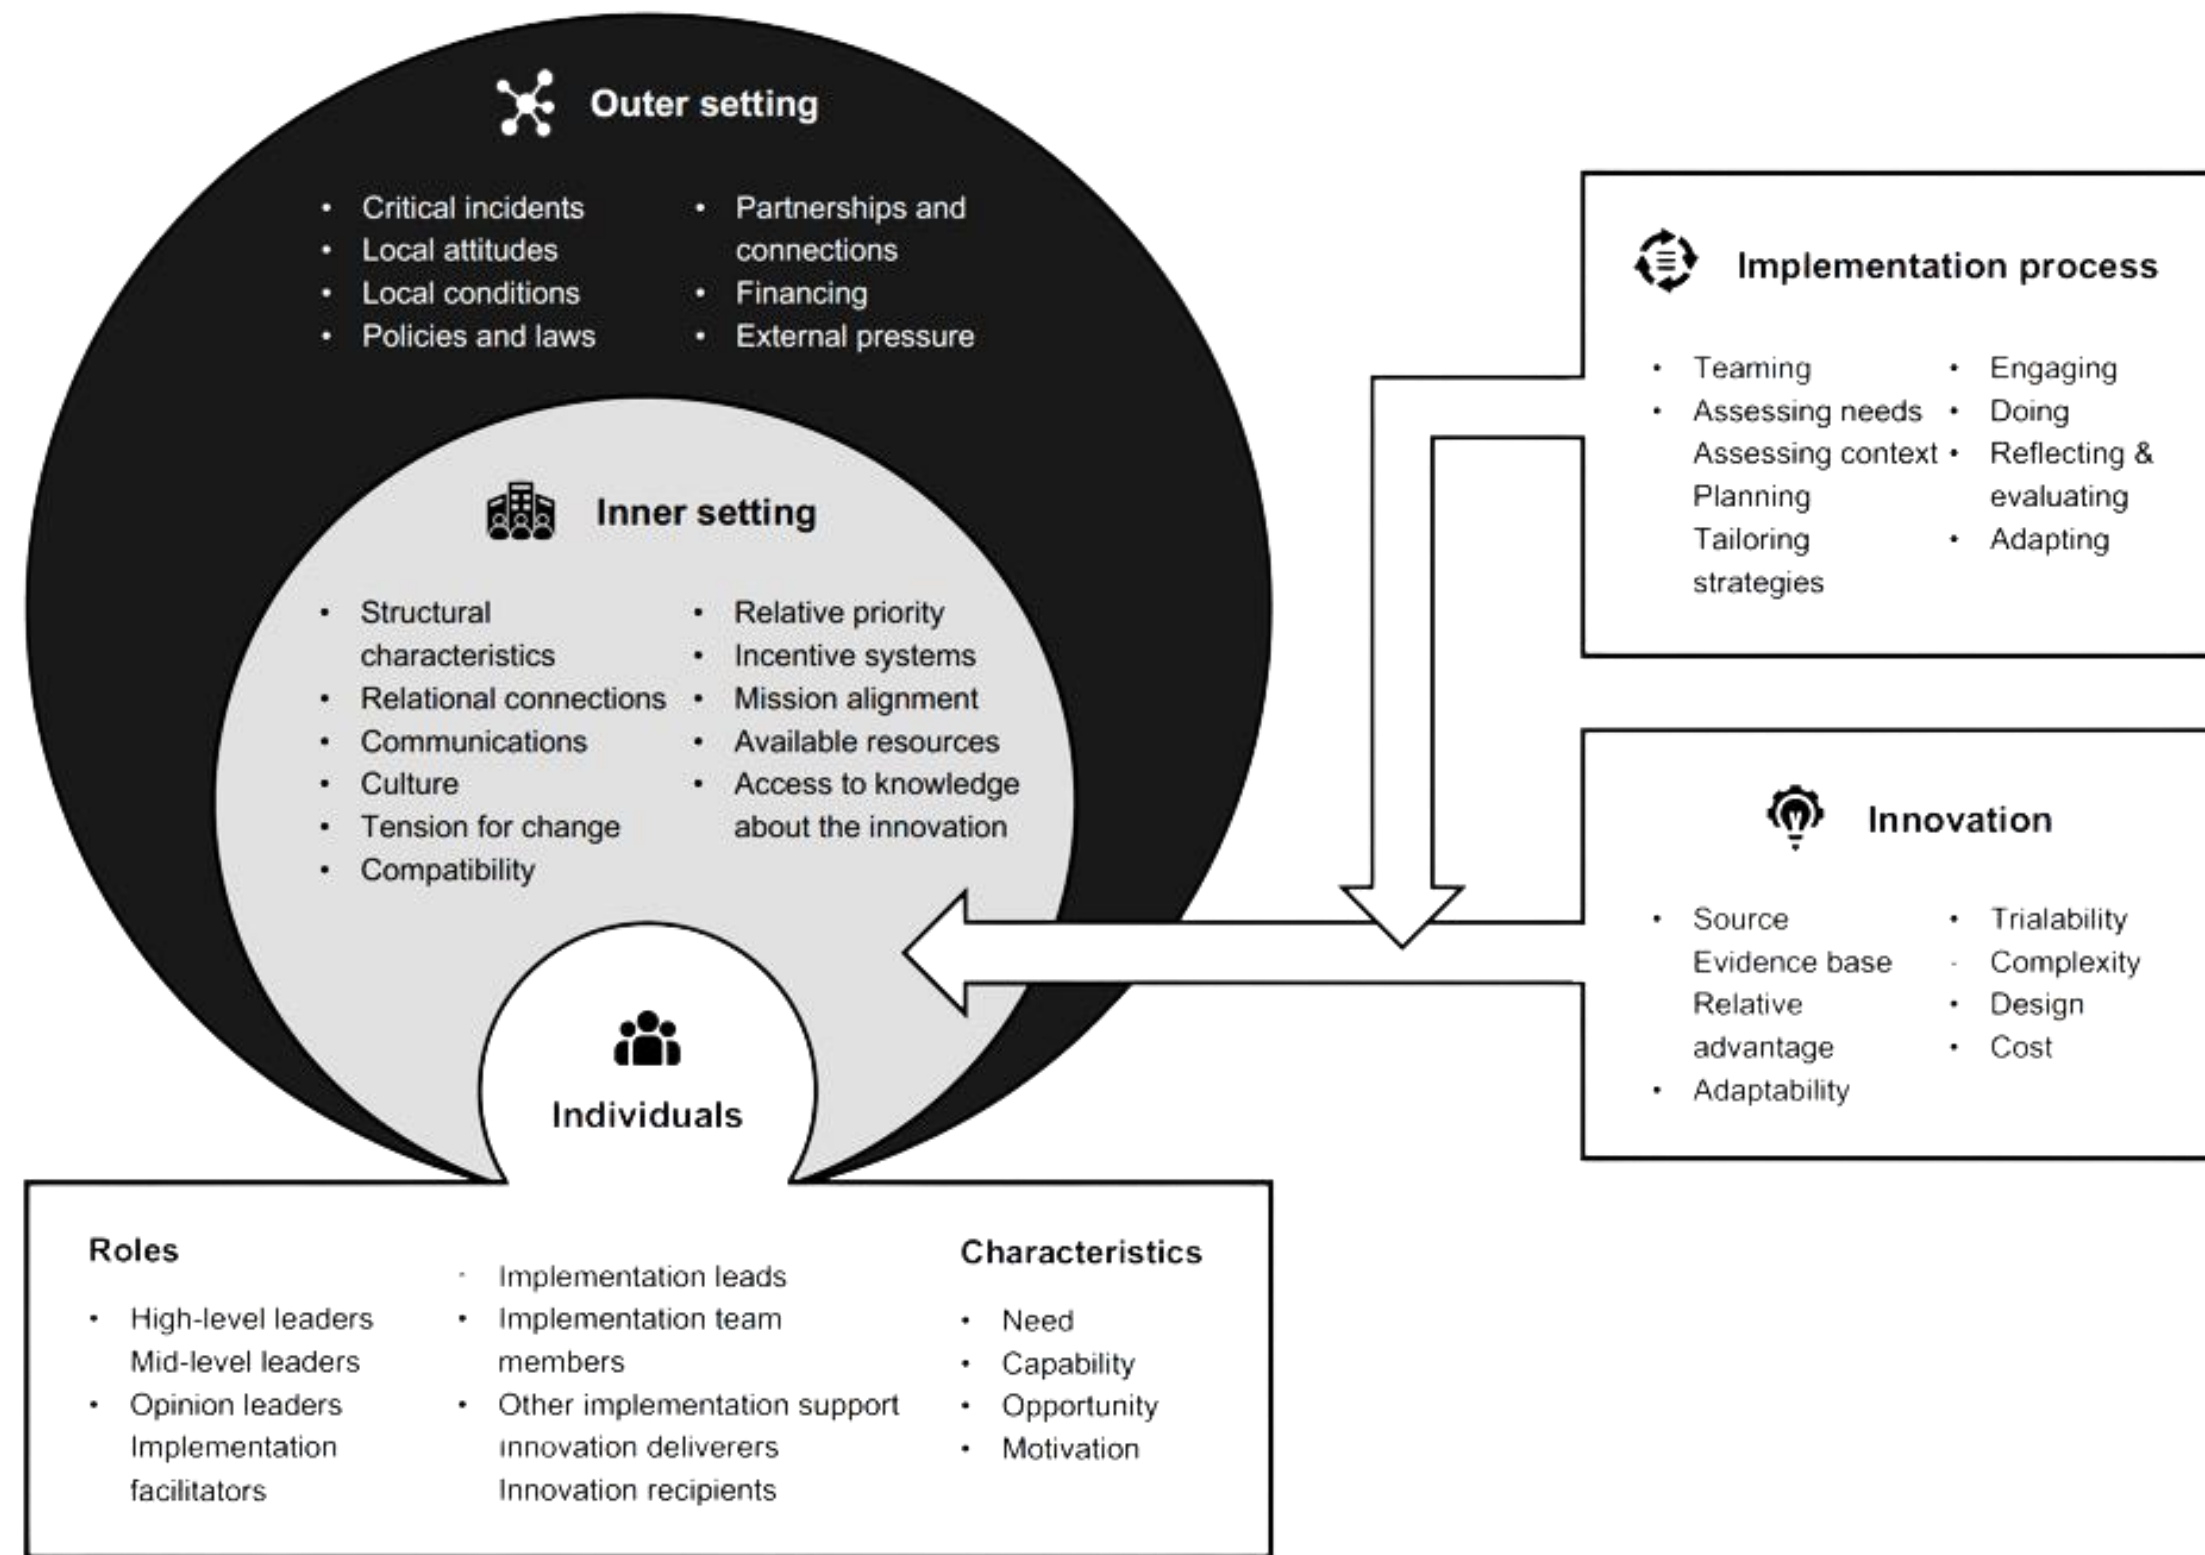 Outer setting
• Critical incidents
• Local attitudes
• Local conditions
• Policies and laws
• Partnerships and
connections
• Financing
• External pressure
Inner setting
• Structural
characteristics
• Relational connections
• Communications
• Culture
• Tension for change
• Compatibility
• Relative priority
• Incentive systems
• Mission alignment
• Available resources
• Access to knowledge
about the innovation
Individuals
Roles
• High-level leaders
Mid-level leaders
• Opinion leaders
Implementation
facilitators
- Implementation leads
• Implementation team
members
• Other implementation support
innovation deliverers
Innovation recipients
Characteristics
• Need
• Capability
• Opportunity
• Motivation
Implementation process
• Teaming
• Assessing needs
Assessing context
Planning
Tailoring
strategies
• Engaging
• Doing
• Reflecting &
evaluating
• Adapting
Innovation
• Source
Evidence base
Relative
advantage
• Adaptability
• Trialability
- Complexity
• Design
• Cost